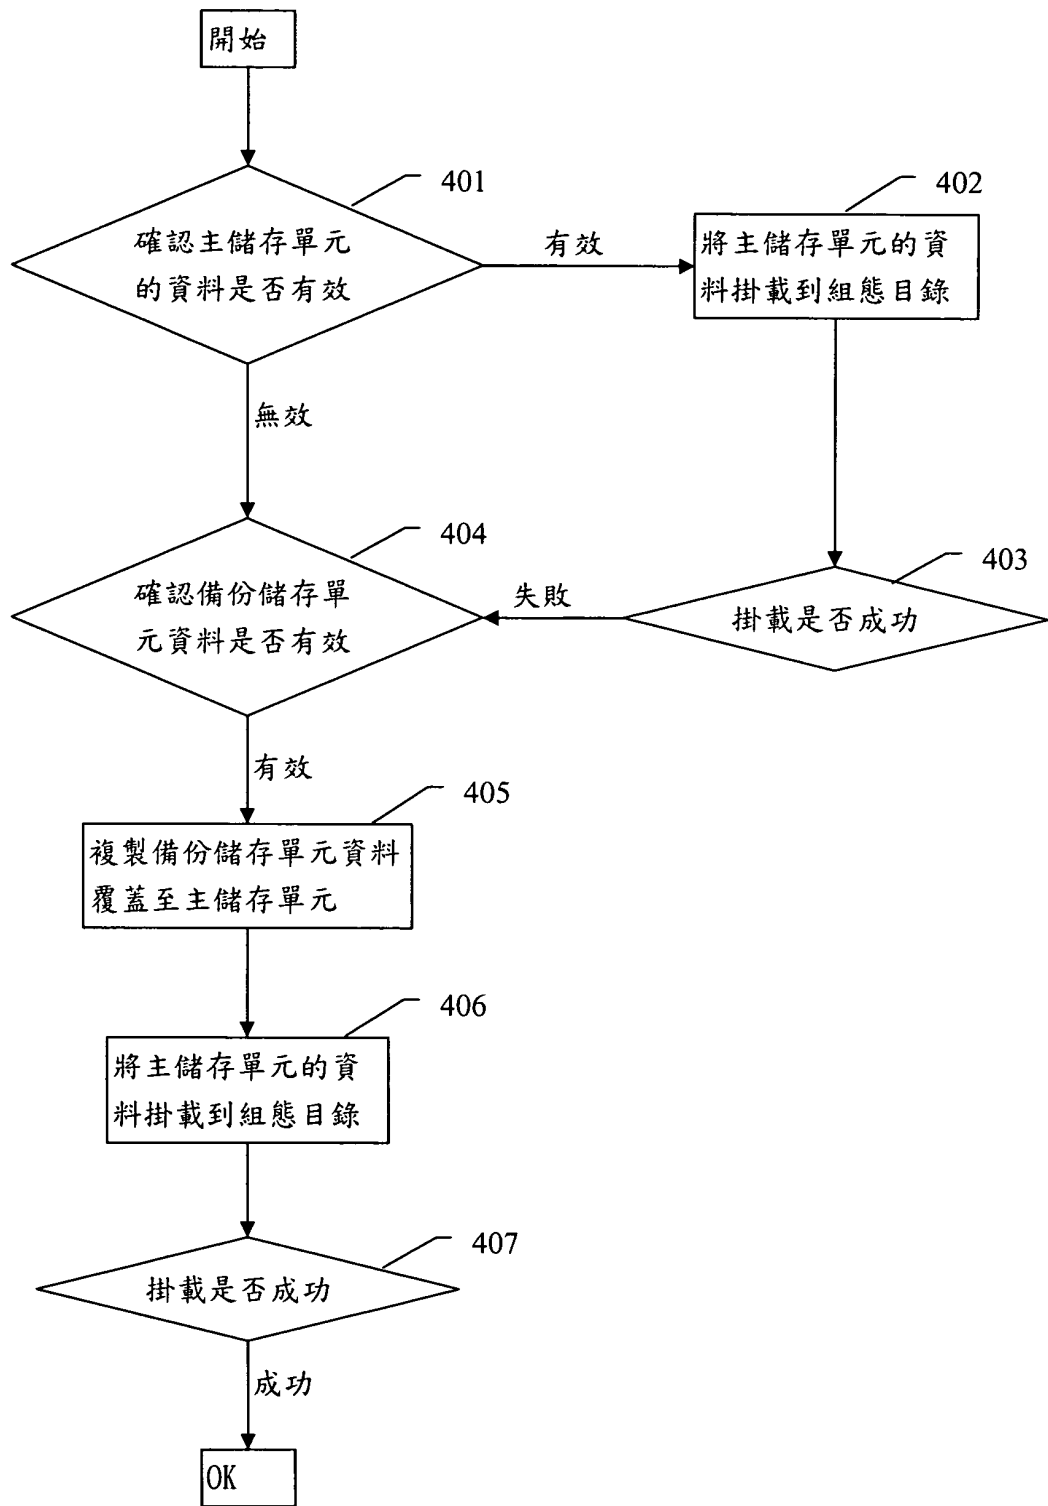 開始
401
確認主儲存單元
的資料是否有效
有效
402
將主儲存單元的資
料掛載到組態目錄
無效
404
確認備份儲存單
元資料是否有效
失敗
403
掛載是否成功
有效
405
複製備份儲存單元資料
覆蓋至主儲存單元
406
將主儲存單元的資
料掛載到組態目錄
407
掛載是否成功
成功
OK